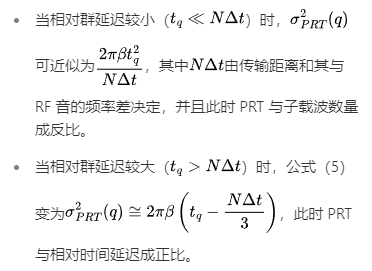 • 当相对群延迟较小（$t_q \ll N\Delta t$）时，$\sigma^2_{PRT}(q)$
可近似为$\frac{2\pi\beta t_q^2}{N\Delta t}$，其中$N\Delta t$由传输距离和其与
RF 音的频率差决定，并且此时 PRT 与子载波数量
成反比。
• 当相对群延迟较大（$t_q > N\Delta t$）时，公式（5）
变为$\sigma^2_{PRT}(q) \cong 2\pi\beta\left(t_q - \frac{N\Delta t}{3}\right)$，此时 PRT
与相对时间延迟成正比。